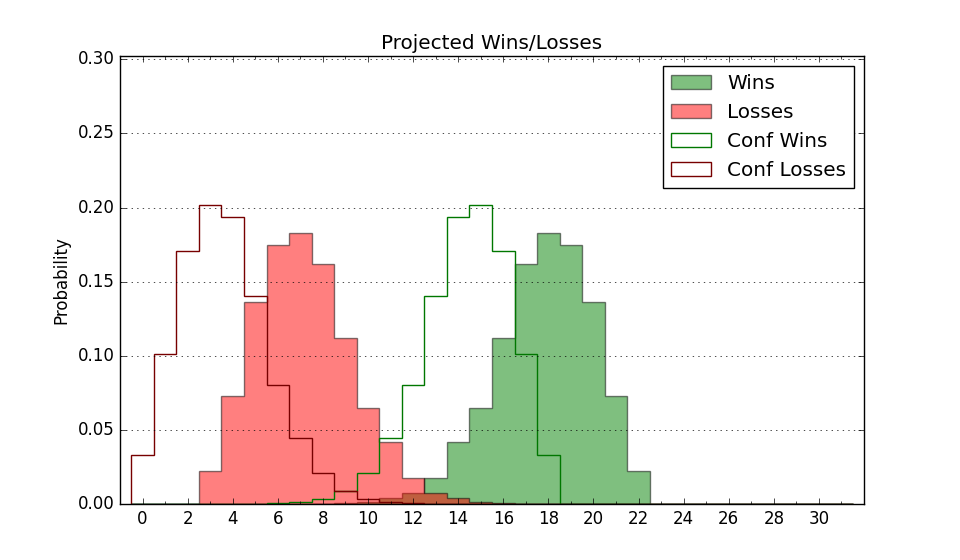 Projected Wins/Losses
0.30
0.25
0.20
0.15
0.10
0.05
0.00
Probability
Wins
Losses
Conf Wins
Conf Losses
0 2 4 6 8 10 12 14 16 18 20 22 24 26 28 30